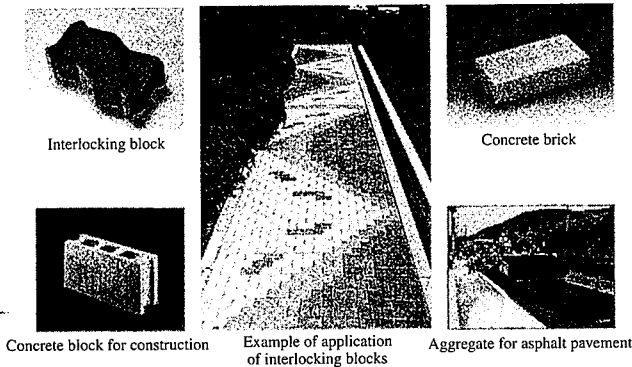 Interlocking block
Concrete brick
Concrete block for construction
Example of application
of interlocking blocks
Aggregate for asphalt pavement